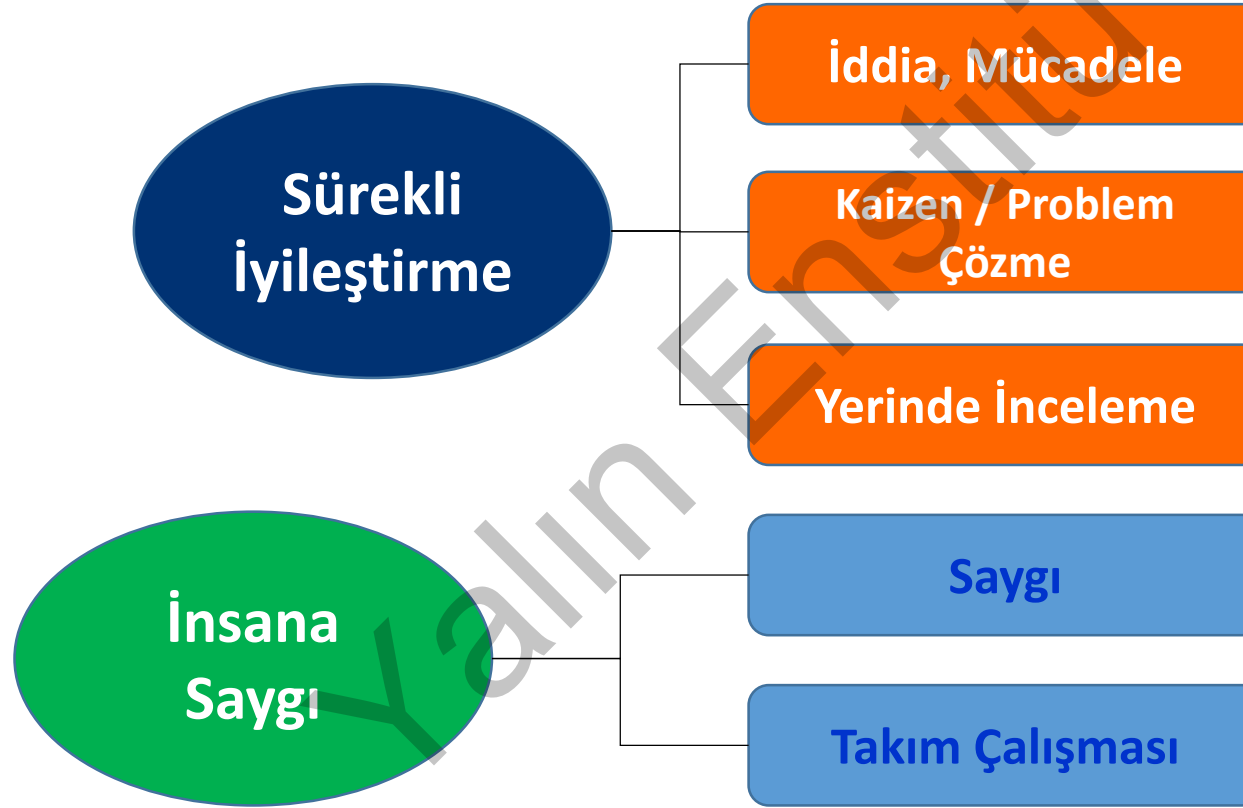 Sürekli
İyileştirme
İddia, Mücadele
Kaizen / Problem
Çözme
Yerinde İnceleme
İnsana
Saygı
Saygı
Takım Çalışması
Yalın Enstitü